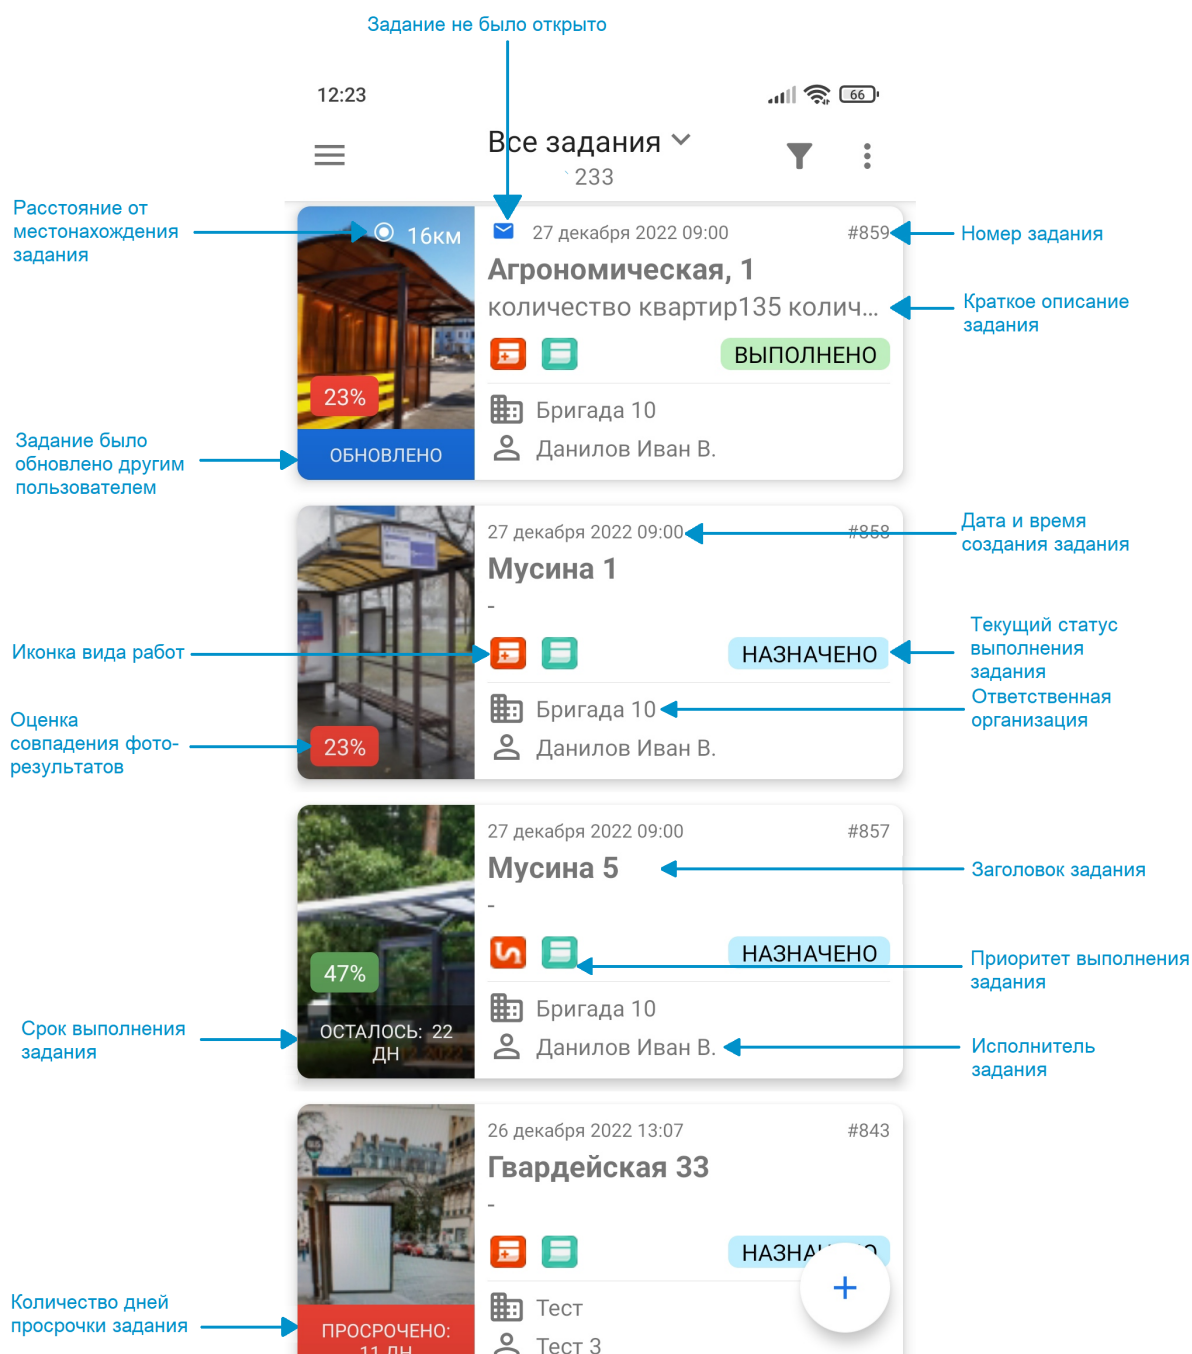 Задание не было открыто
12:23
66
Все задания
233
Расстояние от
местонахождения
задания
16км
27 декабря 2022 09:00
#859
Номер задания
Агрономическая, 1
количество квартир135 колич...
Краткое описание
задания
ВЫПОЛНЕНО
23%
Бригада 10
Данилов Иван В.
Задание было
обновлено другим
пользователем
ОБНОВЛЕНО
27 декабря 2022 09:00
#858
Дата и время
создания задания
Мусина 1
-
Иконка вида работ
НАЗНАЧЕНО
Текущий статус
выполнения
задания
Ответственная
организация
Бригада 10
Данилов Иван В.
Оценка
совпадения фото-
результатов
23%
27 декабря 2022 09:00
#857
Мусина 5
Заголовок задания
-
НАЗНАЧЕНО
Приоритет выполнения
задания
47%
Бригада 10
Данилов Иван В.
Исполнитель
задания
Срок выполнения
задания
ОСТАЛОСЬ: 22
ДН
26 декабря 2022 13:07
#843
Гвардейская 33
-
НАЗНАЧЕНО
Тест
Тест 3
Количество дней
просрочки задания
ПРОСРОЧЕНО:
11 ДН